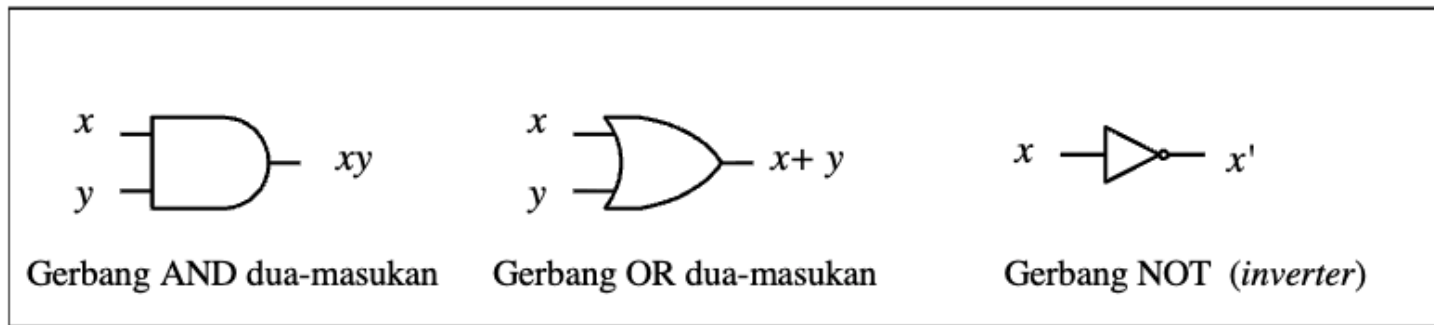 x
y
xy
Gerbang AND dua-masukan
x
y
x+ y
Gerbang OR dua-masukan
x
x'
Gerbang NOT (inverter)